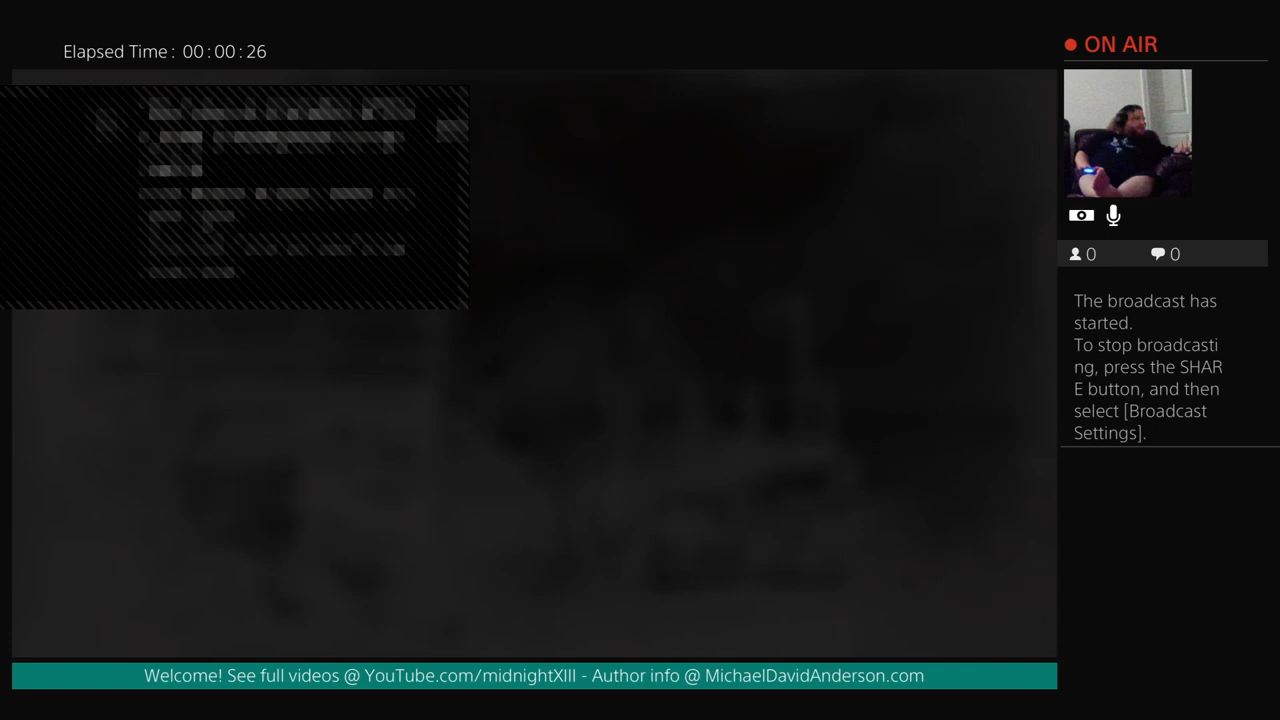 Elapsed Time : 00:00:26
ON AIR
0
0
The broadcast has
started.
To stop broadcasti
ng, press the SHAR
E button, and then
select [Broadcast
Settings].
Welcome! See full videos @ YouTube.com/midnightXIII - Author info @ MichaelDavidAnderson.com